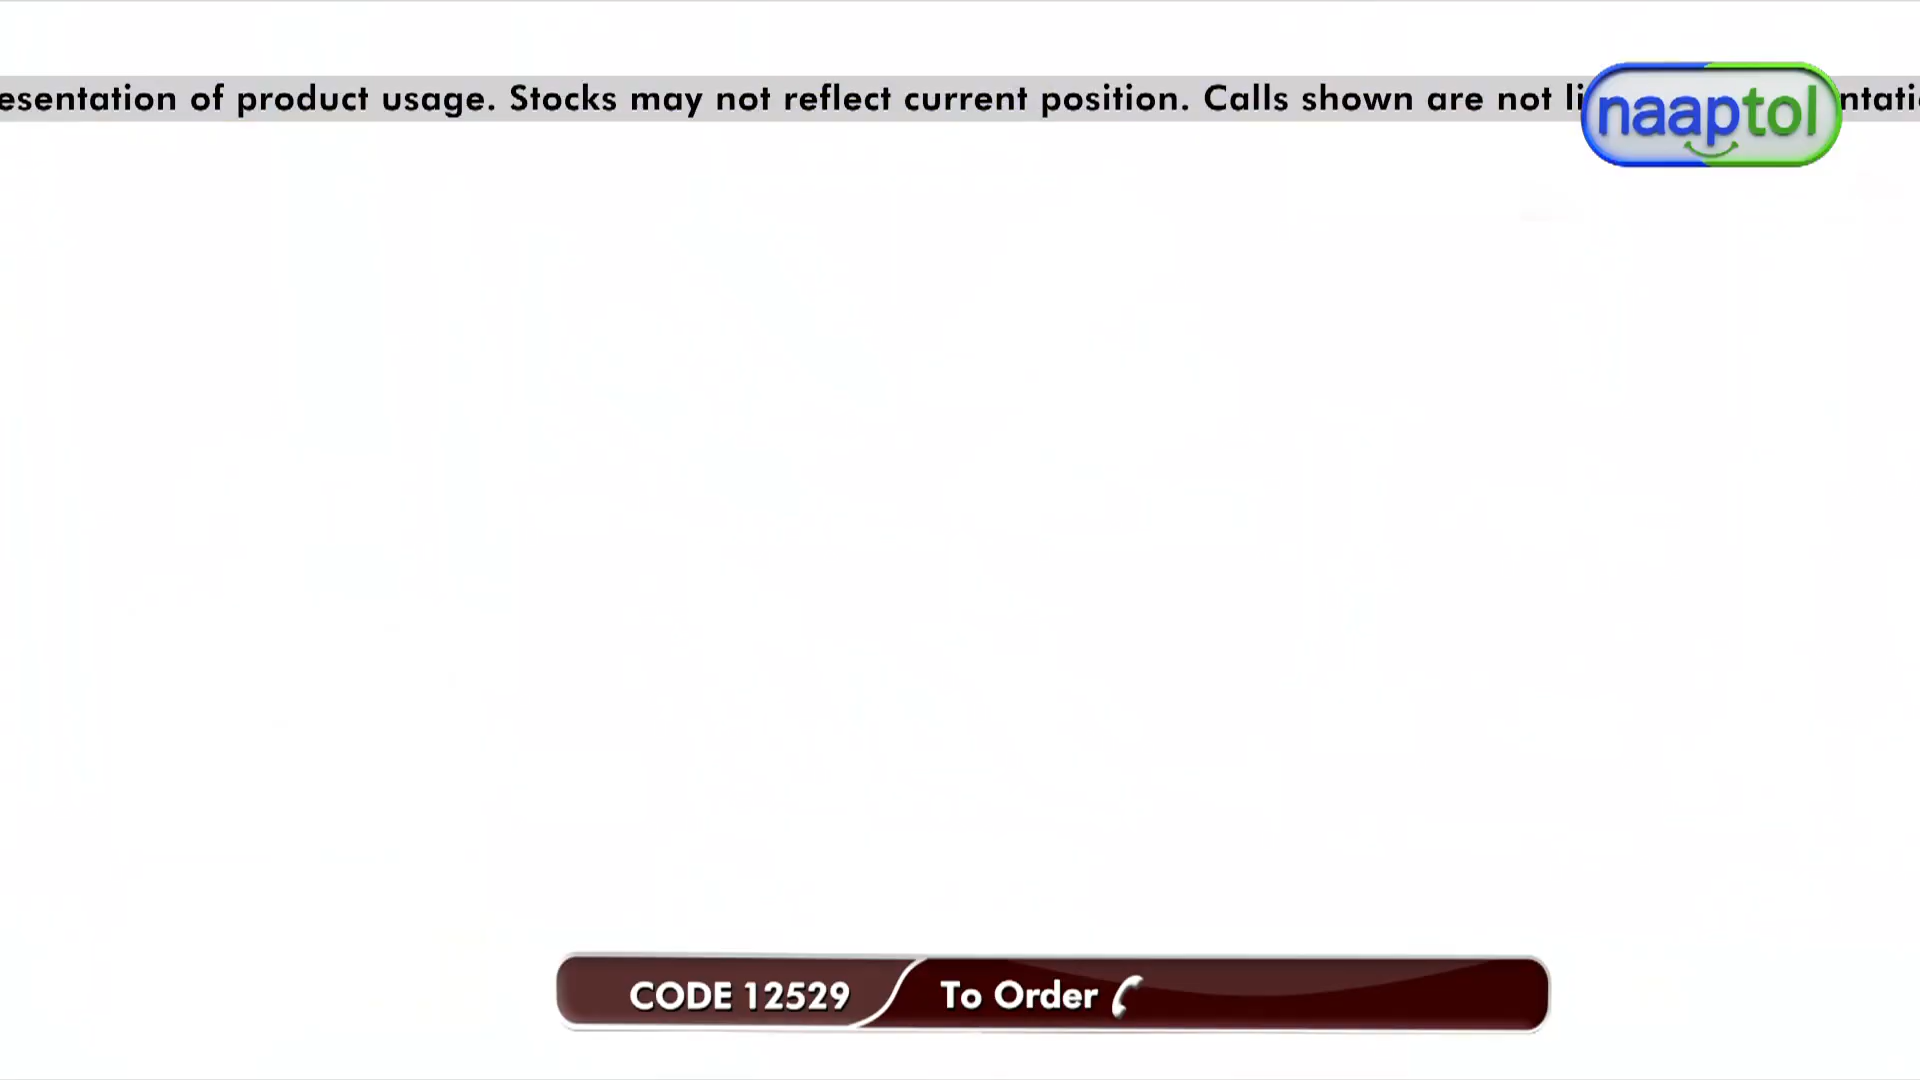 esentation of product usage. Stocks may not reflect current position. Calls shown are not li
naaptol
CODE 12529 To Order